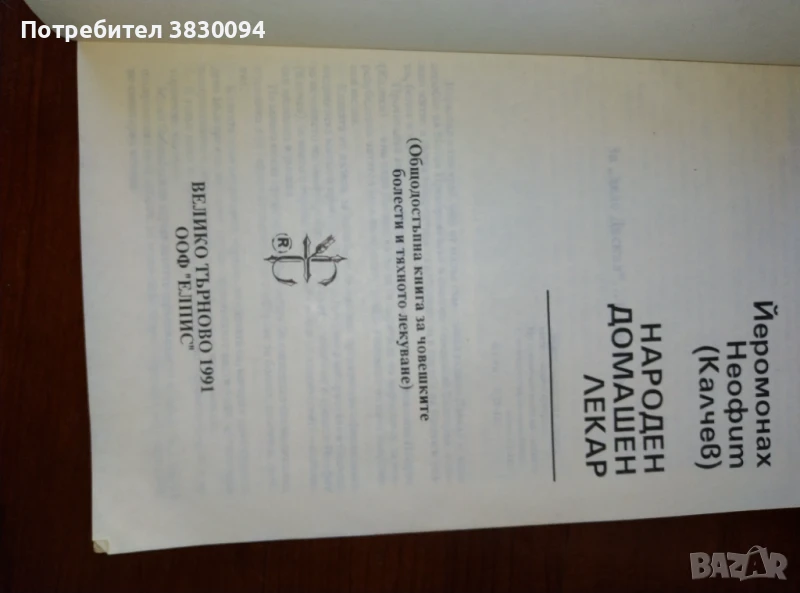 Потребител 3830094
Йеромонах
Неофит
(Калчев)
НАРОДЕН
ДОМАШЕН
ЛЕКАР
(Общодостъпна книга за човешките
болести и тяхното лекуване)
(R)
ВЕЛИКО ТЪРНОВО 1991
ООФ "ЕЛПИС"
BAZAR